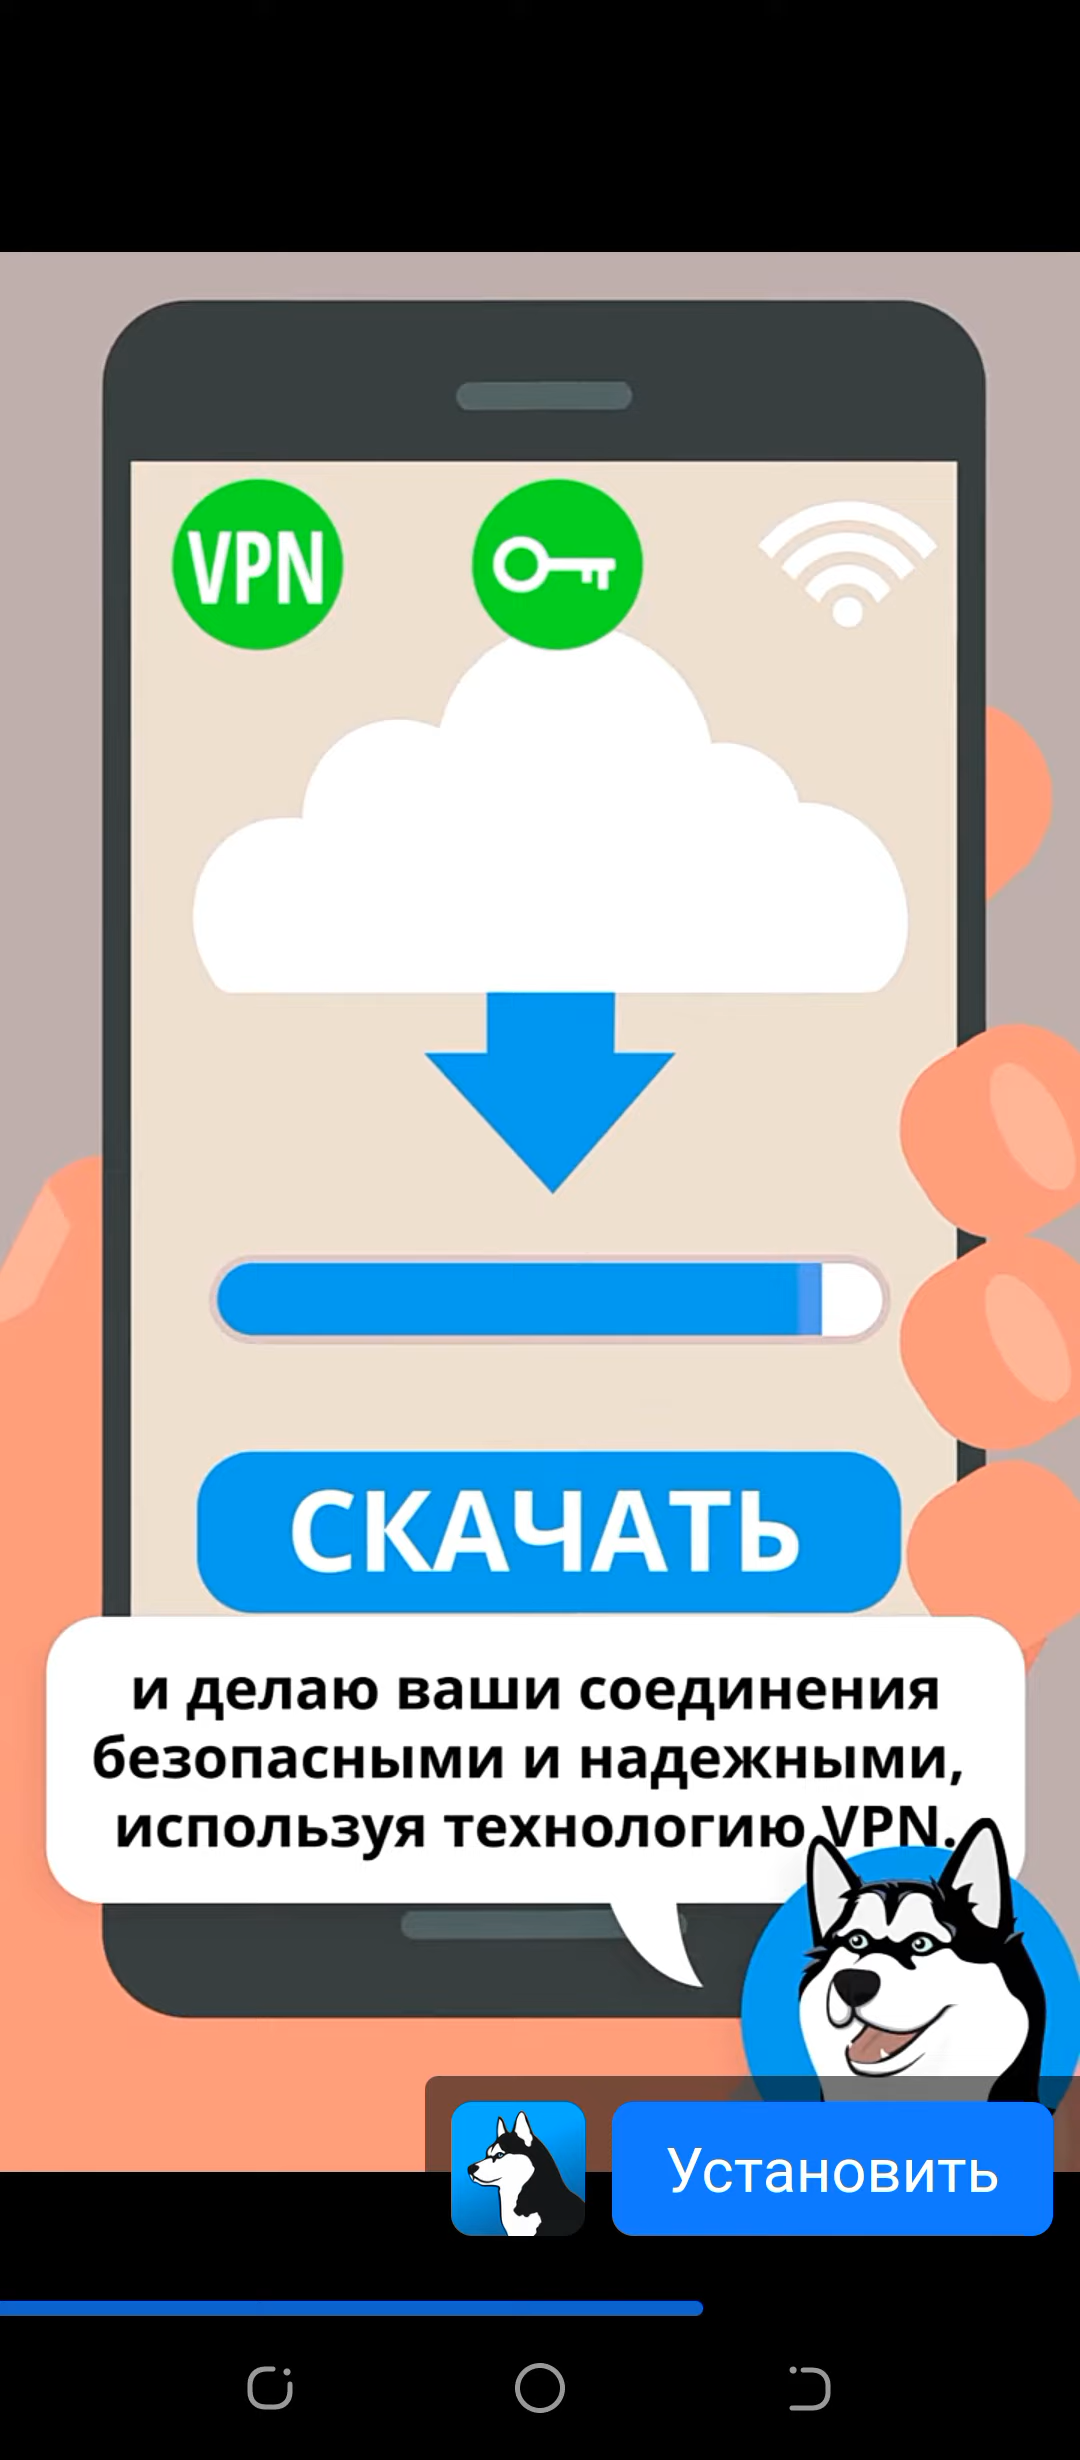 VPN
СКАЧАТЬ
и делаю ваши соединения
безопасными и надежными,
используя технологию VPN.
Установить